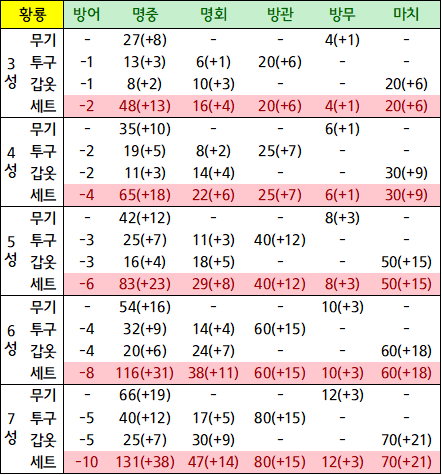 황룡 방어 명중 명회 방관 방무 마치
3성 무기 - 27(+8) - - 4(+1) -
투구 -1 13(+3) 6(+1) 20(+6) - -
갑옷 -1 8(+2) 10(+3) - - 20(+6)
세트 -2 48(+13) 16(+4) 20(+6) 4(+1) 20(+6)
4성 무기 - 35(+10) - - 6(+1) -
투구 -2 19(+5) 8(+2) 25(+7) - -
갑옷 -2 11(+3) 14(+4) - - 30(+9)
세트 -4 65(+18) 22(+6) 25(+7) 6(+1) 30(+9)
5성 무기 - 42(+12) - - 8(+3) -
투구 -3 25(+7) 11(+3) 40(+12) - -
갑옷 -3 16(+4) 18(+5) - - 50(+15)
세트 -6 83(+23) 29(+8) 40(+12) 8(+3) 50(+15)
6성 무기 - 54(+16) - - 10(+3) -
투구 -4 32(+9) 14(+4) 60(+15) - -
갑옷 -4 20(+6) 24(+7) - - 60(+18)
세트 -8 116(+31) 38(+11) 60(+15) 10(+3) 60(+18)
7성 무기 - 66(+19) - - 12(+3) -
투구 -5 40(+12) 17(+5) 80(+15) - -
갑옷 -5 25(+7) 30(+9) - - 70(+21)
세트 -10 131(+38) 47(+14) 80(+15) 12(+3) 70(+21)